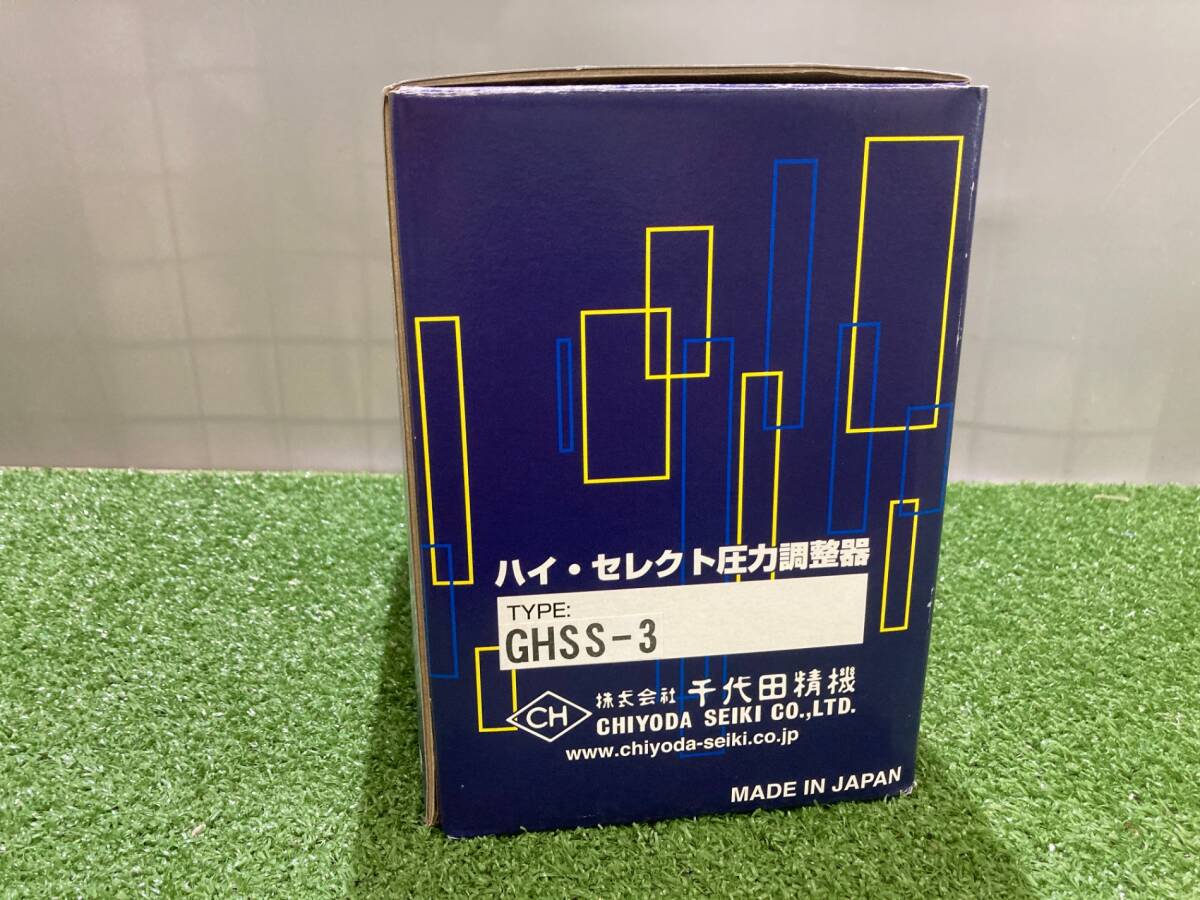 ハイ・セレクト圧力調整器
TYPE:
GHSS-3
CH
株式会社 千代田精機
CHIYODA SEIKI CO.,LTD.
www.chiyoda-seiki.co.jp
MADE IN JAPAN